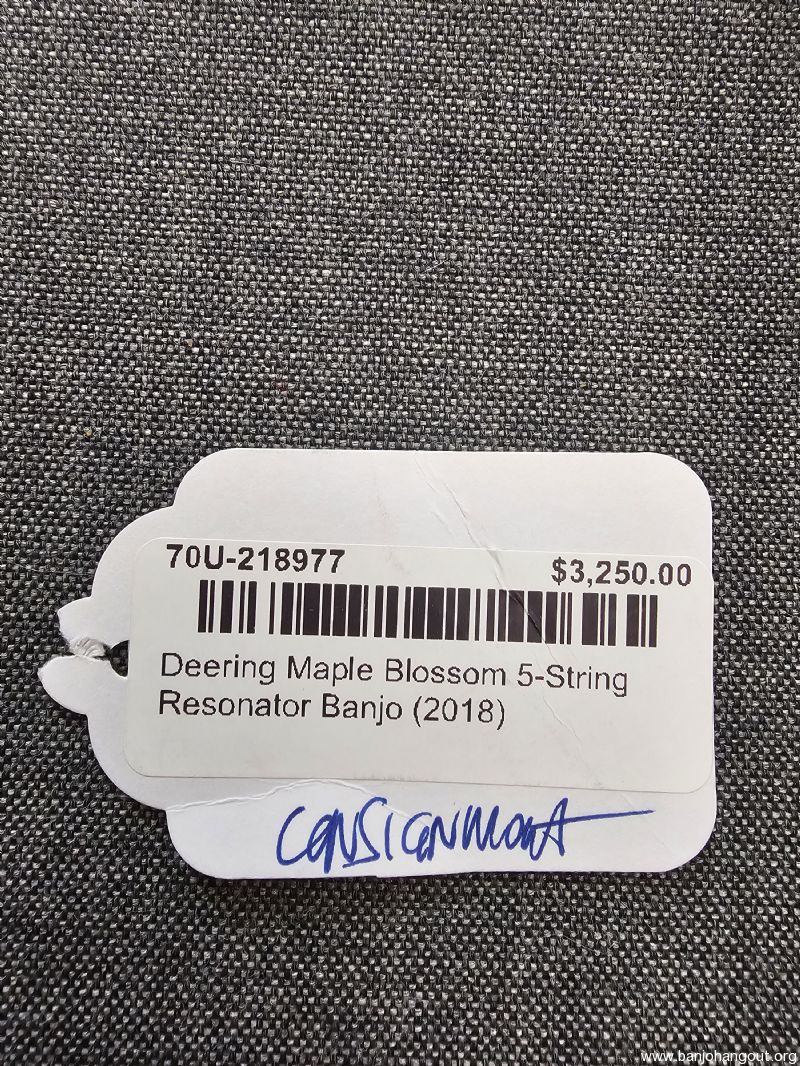 70U-218977 $3,250.00
Deering Maple Blossom 5-String
Resonator Banjo (2018)
CONSIGNMENT
www.banjohangout.org